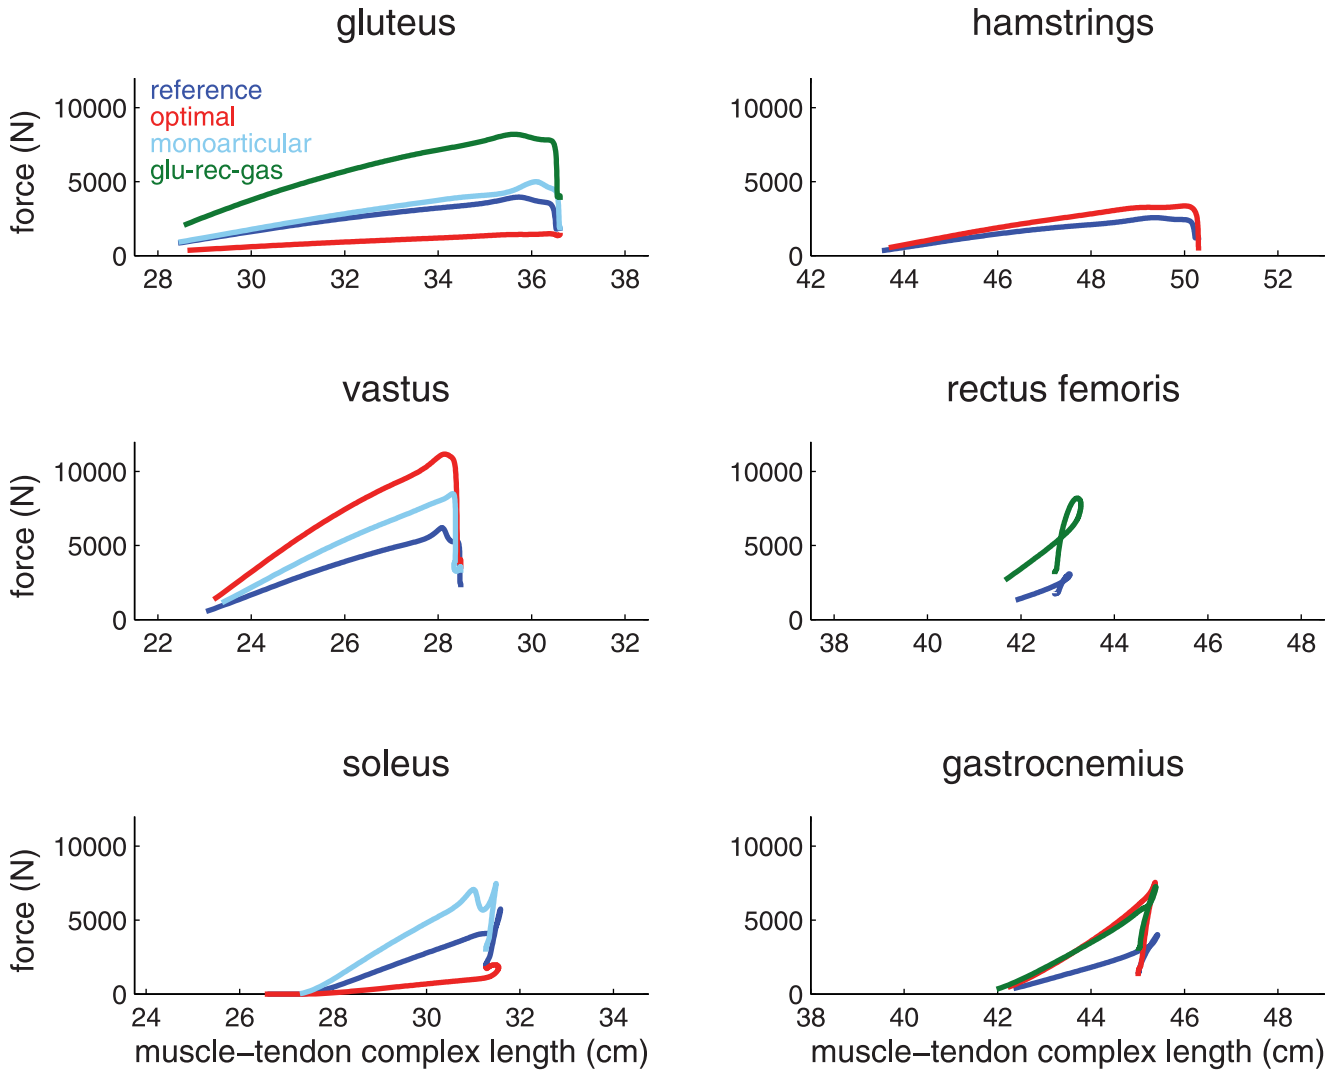 gluteus
hamstrings
force (N)
10000
5000
0
reference
optimal
monoarticular
glu-rec-gas
28 30 32 34 36 38
10000
5000
0
42 44 46 48 50 52
vastus
rectus femoris
force (N)
10000
5000
0
22 24 26 28 30 32
10000
5000
0
38 40 42 44 46 48
soleus
gastrocnemius
force (N)
10000
5000
0
24 26 28 30 32 34
muscle−tendon complex length (cm)
10000
5000
0
38 40 42 44 46 48
muscle−tendon complex length (cm)